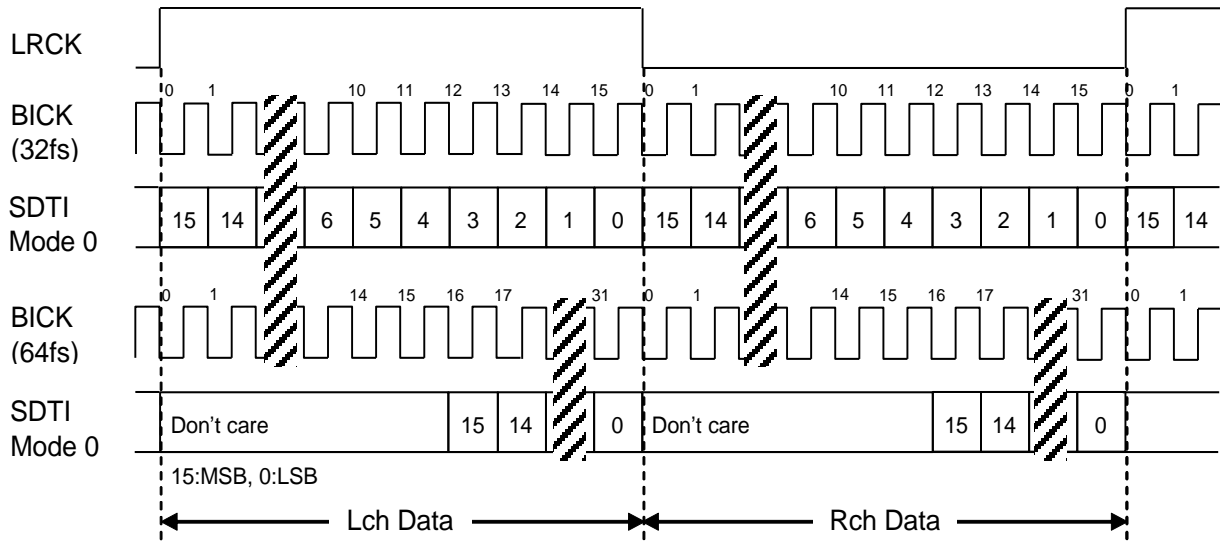 LRCK
0 1 10 11 12 13 14 15 0 1 10 11 12 13 14 15 0 1
BICK
(32fs)
SDTI
Mode 0
15 14 6 5 4 3 2 1 0 15 14 6 5 4 3 2 1 0 15 14
0 1 14 15 16 17 31 0 1 14 15 16 17 31 0 1
BICK
(64fs)
SDTI
Mode 0
Don't care 15 14 0 Don't care 15 14 0
15:MSB, 0:LSB
Lch Data Rch Data